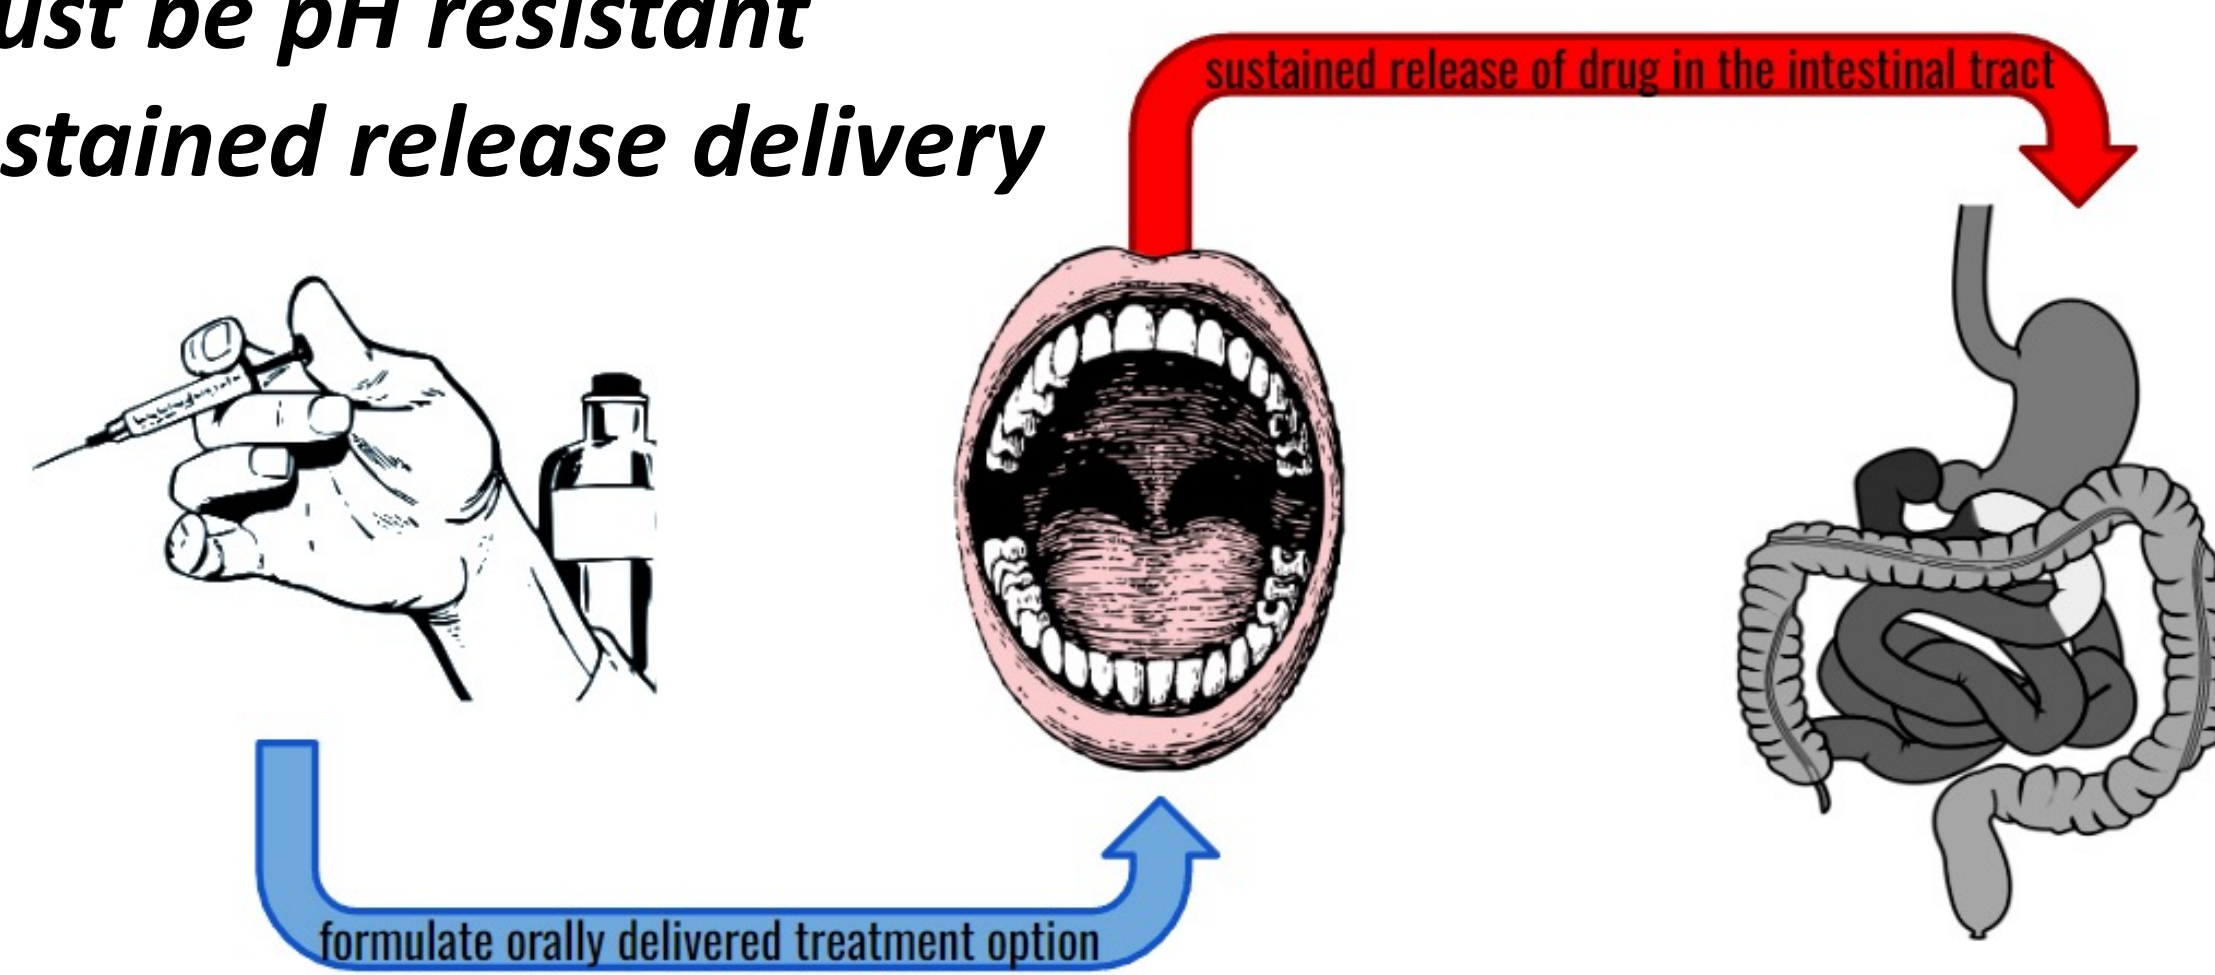 ust be pH resistant
stained release delivery
sustained release of drug in the intestinal tract
formulate orally delivered treatment option